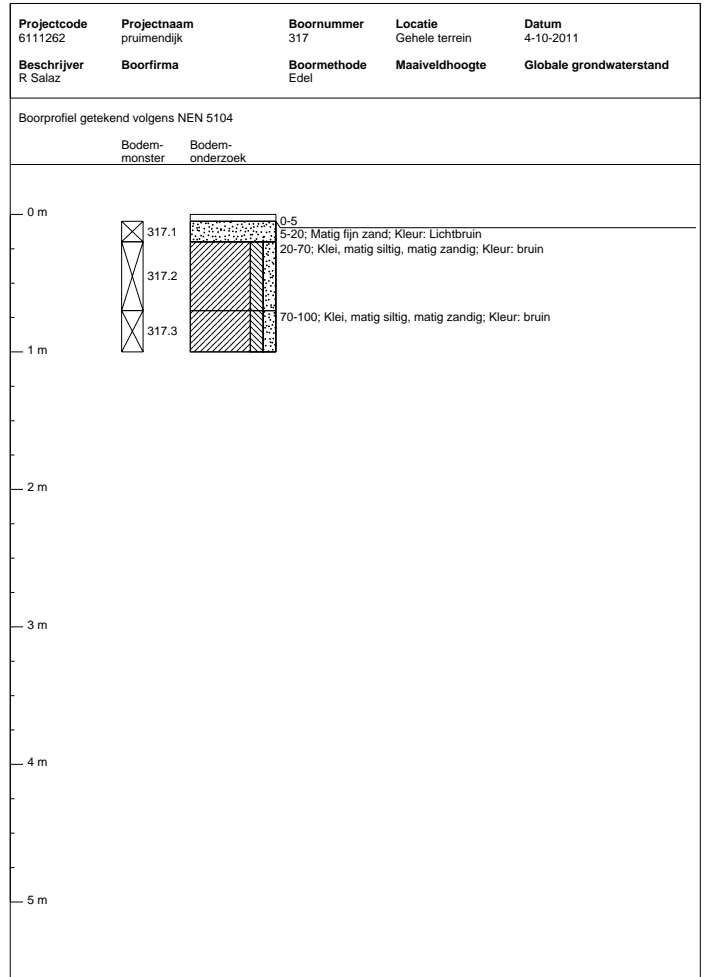 Projectcode Projectnaam Boornummer Locatie Datum
6111262 pruimendijk 317 Gehele terrein 4-10-2011
Beschrijver Boorfirma Boormethode Maaiveldhoogte Globale grondwaterstand
R Salaz Edel
Boorprofiel getekend volgens NEN 5104
Bodem- Bodem-
monster onderzoek
0 m
0-5
317.1 5-20; Matig fijn zand; Kleur: Lichtbruin
20-70; Klei, matig siltig, matig zandig; Kleur: bruin
317.2
70-100; Klei, matig siltig, matig zandig; Kleur: bruin
317.3
1 m
2 m
3 m
4 m
5 m